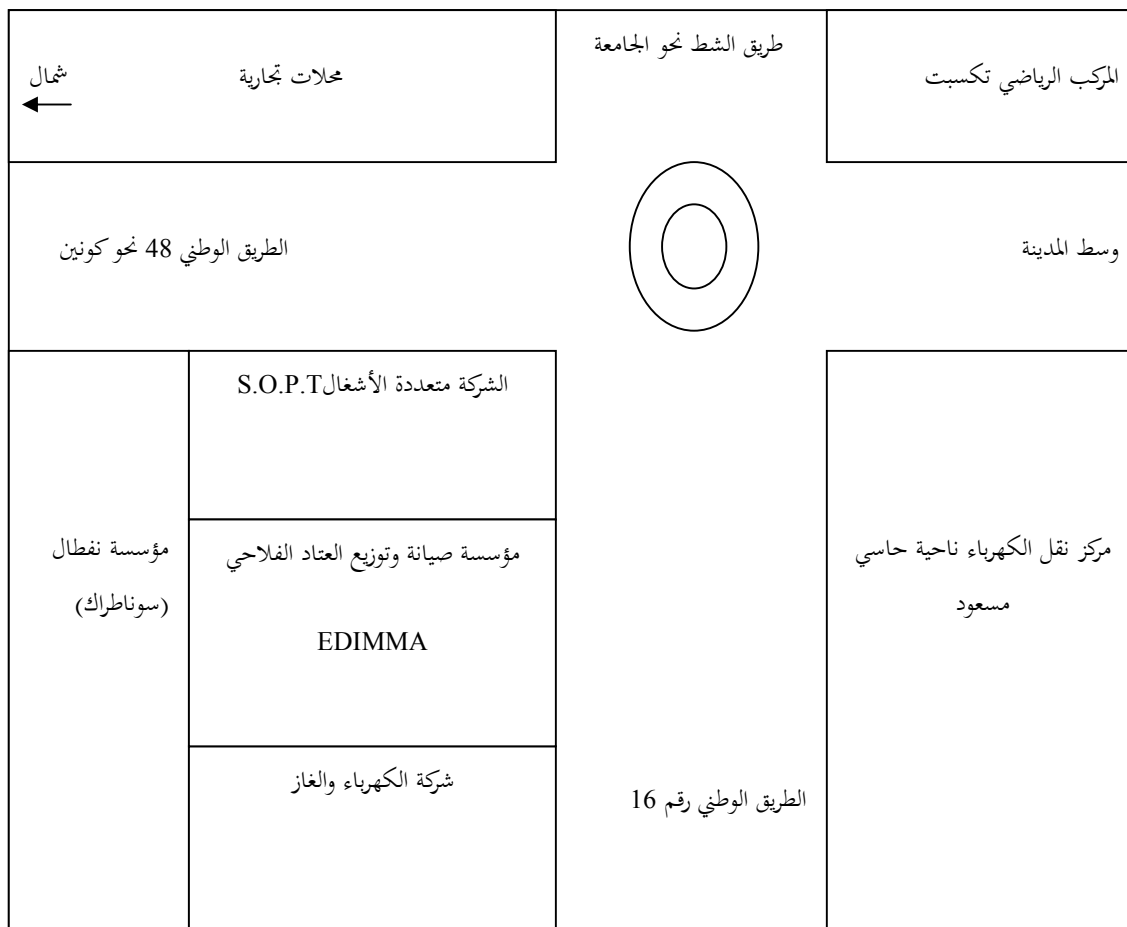 طريق الشط نحو الجامعة
المركب الرياضي تكسبت
محلات تجارية
شمال
وسط المدينة
الطريق الوطني 48 نحو كونين
الشركة متعددة الأشغالS.O.P.T
مركز نقل الكهرباء ناحية حاسي
مسعود
مؤسسة صيانة وتوزيع العتاد الفلاحي
EDIMMA
مؤسسة نفطال
(سوناطراك)
شركة الكهرباء والغاز
الطريق الوطني رقم 16